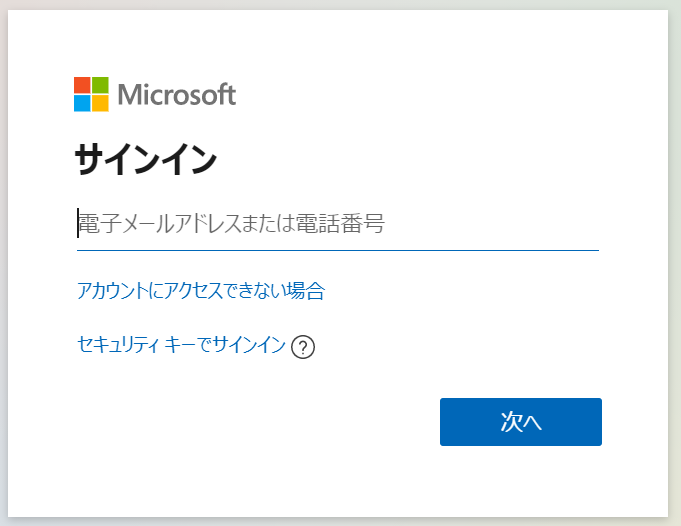 Microsoft
サインイン
電子メールアドレスまたは電話番号
アカウントにアクセスできない場合
セキュリティ キーでサインイン ?
次へ